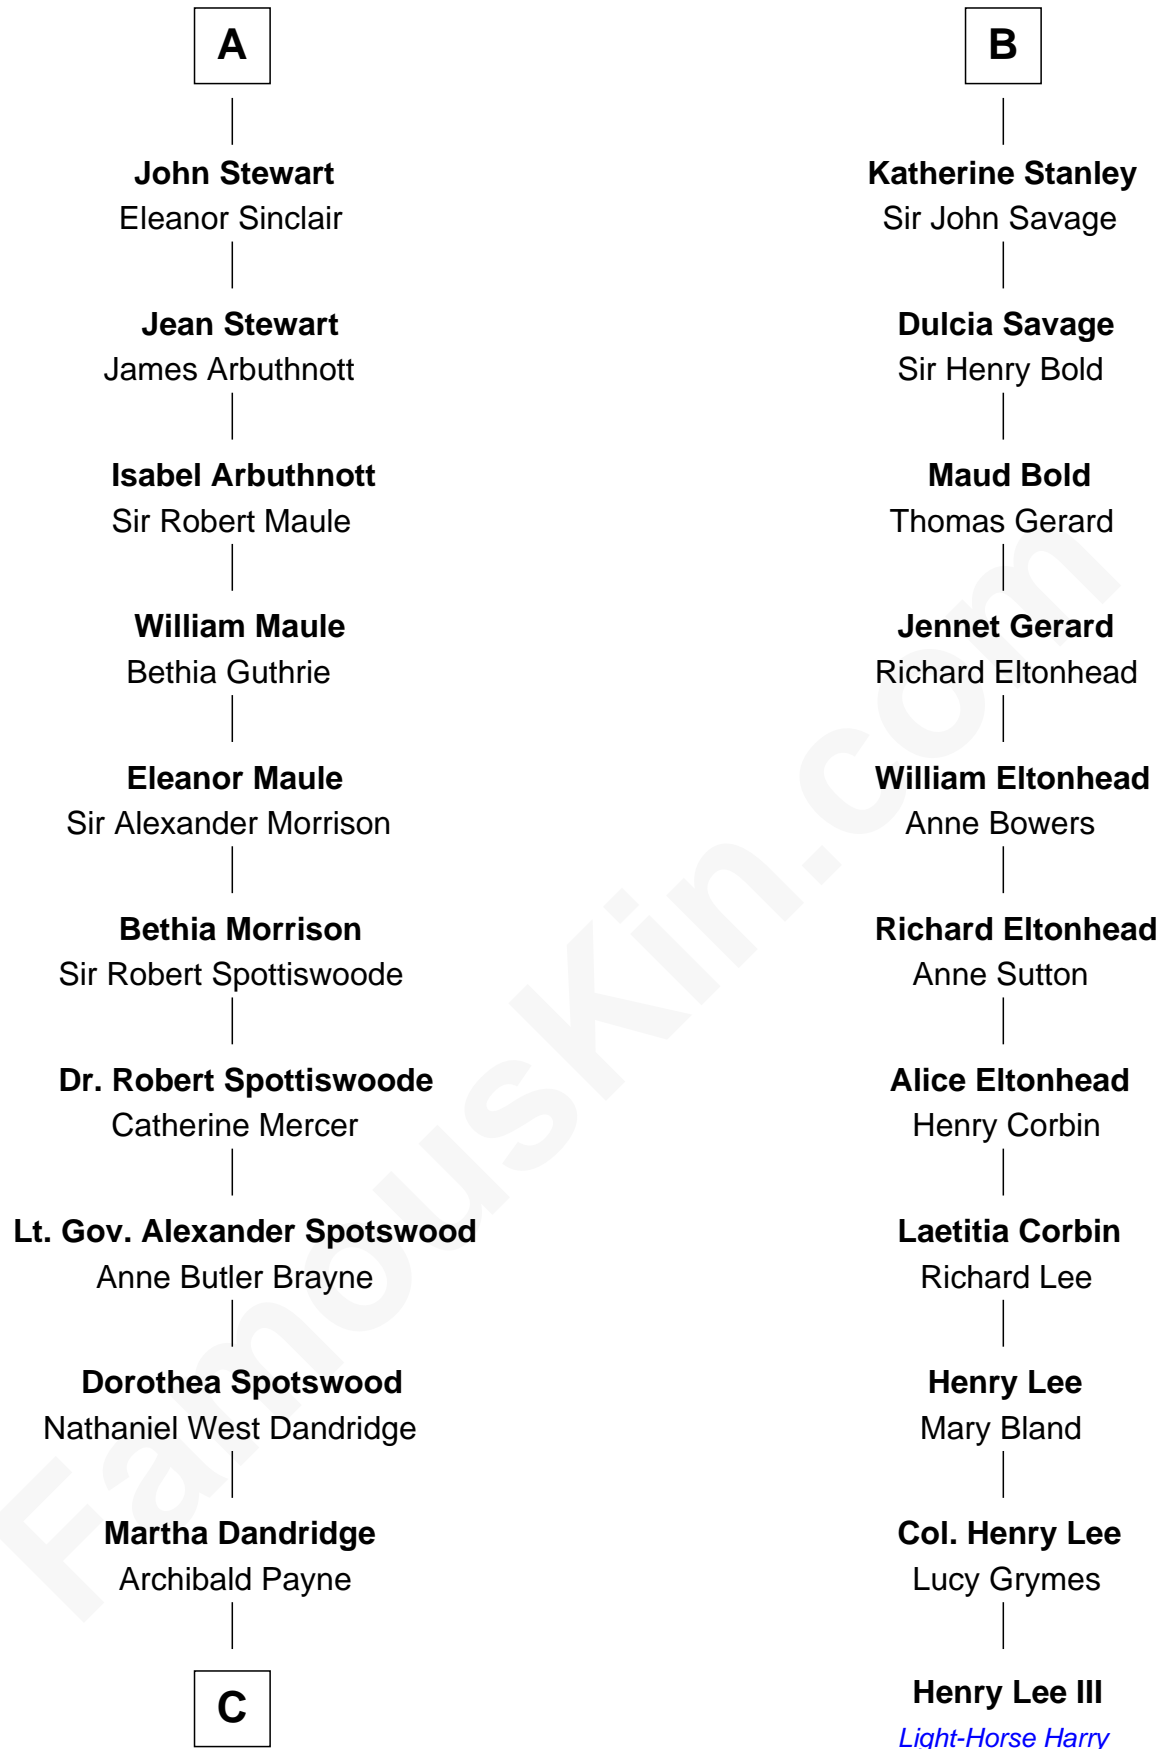 A
John Stewart
Eleanor Sinclair
Jean Stewart
James Arbuthnott
Isabel Arbuthnott
Sir Robert Maule
William Maule
Bethia Guthrie
Eleanor Maule
Sir Alexander Morrison
Bethia Morrison
Sir Robert Spottiswoode
Dr. Robert Spottiswoode
Catherine Mercer
Lt. Gov. Alexander Spotswood
Anne Butler Brayne
Dorothea Spotswood
Nathaniel West Dandridge
Martha Dandridge
Archibald Payne
C
B
Katherine Stanley
Sir John Savage
Dulcia Savage
Sir Henry Bold
Maud Bold
Thomas Gerard
Jennet Gerard
Richard Eltonhead
William Eltonhead
Anne Bowers
Richard Eltonhead
Anne Sutton
Alice Eltonhead
Henry Corbin
Laetitia Corbin
Richard Lee
Henry Lee
Mary Bland
Col. Henry Lee
Lucy Grymes
Henry Lee III
Light-Horse Harry
FamousKin.com